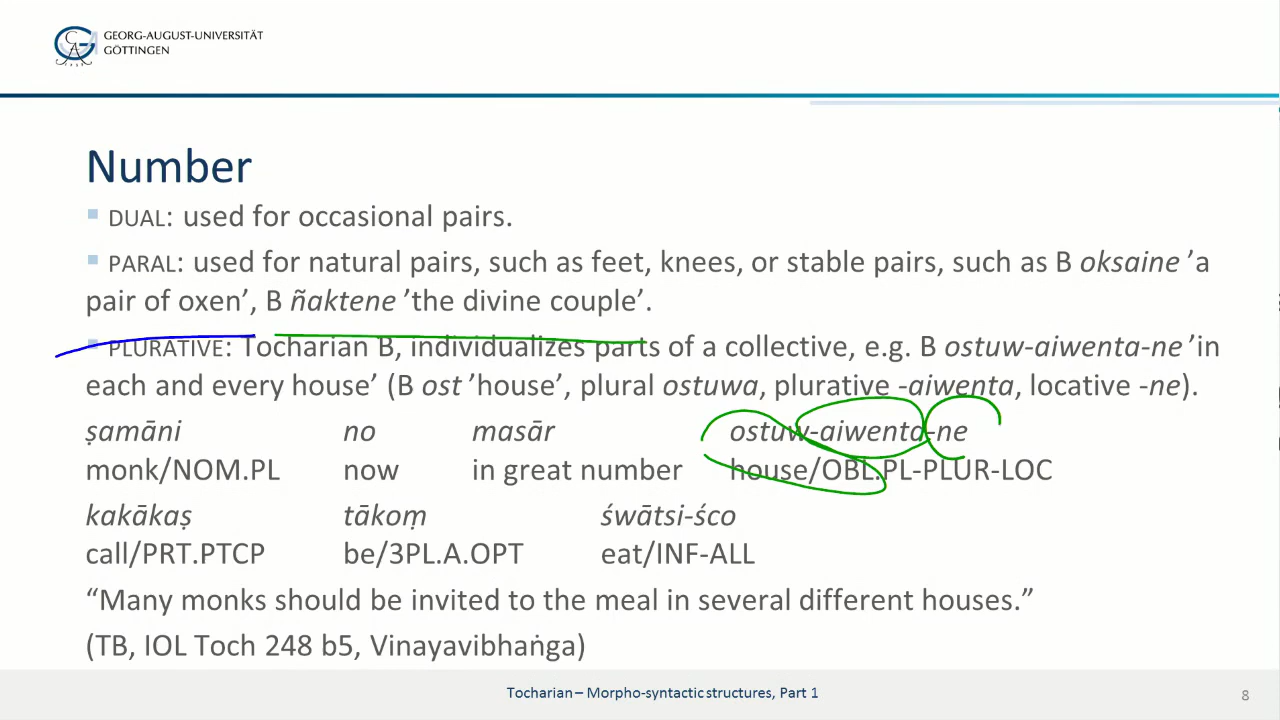 GEORG-AUGUST-UNIVERSITÄT
GÖTTINGEN
Number
DUAL: used for occasional pairs.
PARAL: used for natural pairs, such as feet, knees, or stable pairs, such as B oksaine ’a
pair of oxen’, B ñaktene ’the divine couple’.
PLURATIVE: Tocharian B, individualizes parts of a collective, e.g. B ostuw-aiwenta-ne ’in
each and every house’ (B ost ’house’, plural ostuwa, plurative -aiwenta, locative -ne).
ṣamāni no masār ostuw-aiwenta-ne
monk/NOM.PL now in great number house/OBL.PL-PLUR-LOC
kakākaṣ tākoṃ śwātsi-śco
call/PRT.PTCP be/3PL.A.OPT eat/INF-ALL
“Many monks should be invited to the meal in several different houses.”
(TB, IOL Toch 248 b5, Vinayavibhaṅga)
Tocharian – Morpho-syntactic structures, Part 1
8